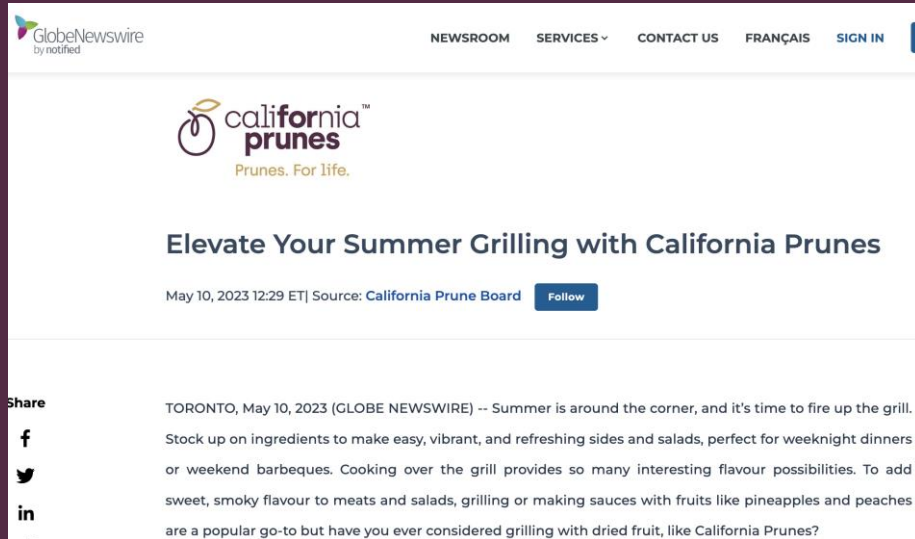 GlobeNewswire
by notified
NEWSROOM SERVICES CONTACT US FRANÇAIS SIGN IN
california™
prunes
Prunes. For life.
Elevate Your Summer Grilling with California Prunes
May 10, 2023 12:29 ET| Source: California Prune Board Follow
Share
TORONTO, May 10, 2023 (GLOBE NEWSWIRE) -- Summer is around the corner, and it's time to fire up the grill.
Stock up on ingredients to make easy, vibrant, and refreshing sides and salads, perfect for weeknight dinners
or weekend barbeques. Cooking over the grill provides so many interesting flavour possibilities. To add
sweet, smoky flavour to meats and salads, grilling or making sauces with fruits like pineapples and peaches
are a popular go-to but have you ever considered grilling with dried fruit, like California Prunes?